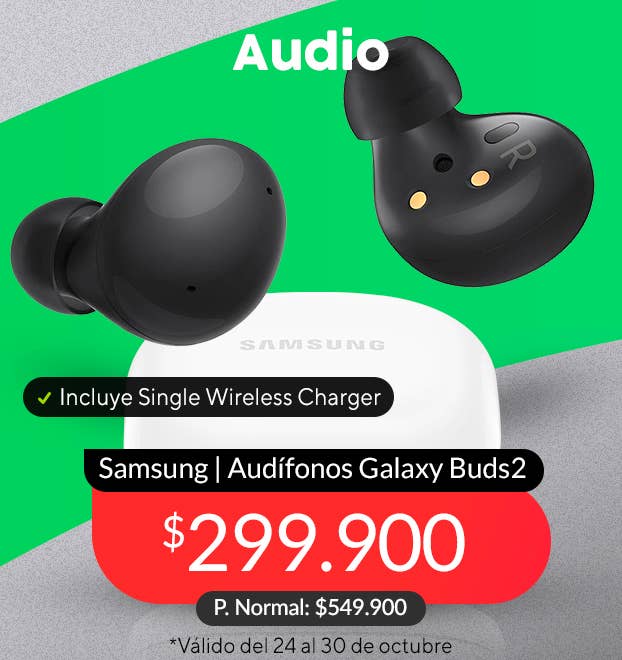 Audio
R
SAMSUNG
✓ Incluye Single Wireless Charger
Samsung | Audífonos Galaxy Buds2
$299.900
P. Normal: $549.900
*Válido del 24 al 30 de octubre